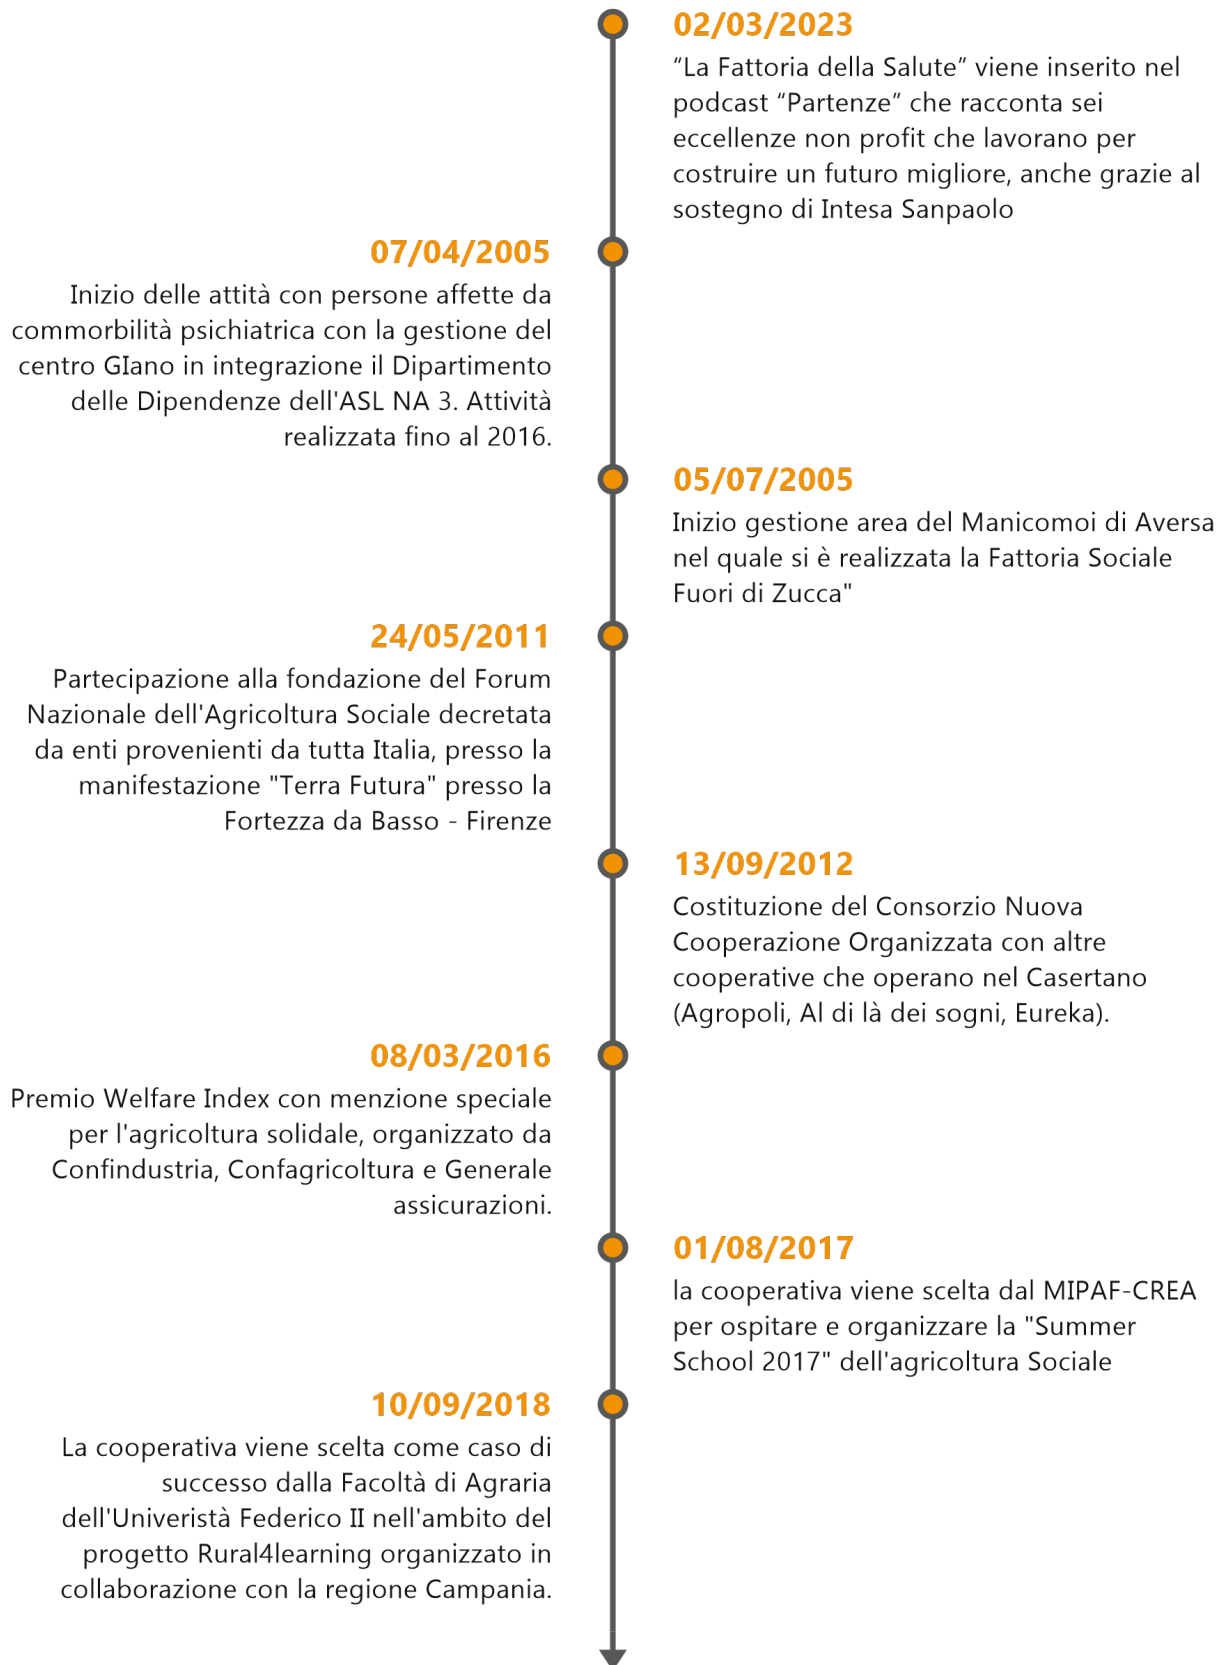 02/03/2023
“La Fattoria della Salute” viene inserito nel
podcast “Partenze” che racconta sei
eccellenze non profit che lavorano per
costruire un futuro migliore, anche grazie al
sostegno di Intesa Sanpaolo
07/04/2005
Inizio delle attità con persone affette da
commorbilità psichiatrica con la gestione del
centro GIano in integrazione il Dipartimento
delle Dipendenze dell'ASL NA 3. Attività
realizzata fino al 2016.
05/07/2005
Inizio gestione area del Manicomoi di Aversa
nel quale si è realizzata la Fattoria Sociale
Fuori di Zucca"
24/05/2011
Partecipazione alla fondazione del Forum
Nazionale dell'Agricoltura Sociale decretata
da enti provenienti da tutta Italia, presso la
manifestazione "Terra Futura" presso la
Fortezza da Basso - Firenze
13/09/2012
Costituzione del Consorzio Nuova
Cooperazione Organizzata con altre
cooperative che operano nel Casertano
(Agropoli, Al di là dei sogni, Eureka).
08/03/2016
Premio Welfare Index con menzione speciale
per l'agricoltura solidale, organizzato da
Confindustria, Confagricoltura e Generale
assicurazioni.
01/08/2017
la cooperativa viene scelta dal MIPAF-CREA
per ospitare e organizzare la "Summer
School 2017" dell'agricoltura Sociale
10/09/2018
La cooperativa viene scelta come caso di
successo dalla Facoltà di Agraria
dell'Univeristà Federico II nell'ambito del
progetto Rural4learning organizzato in
collaborazione con la regione Campania.